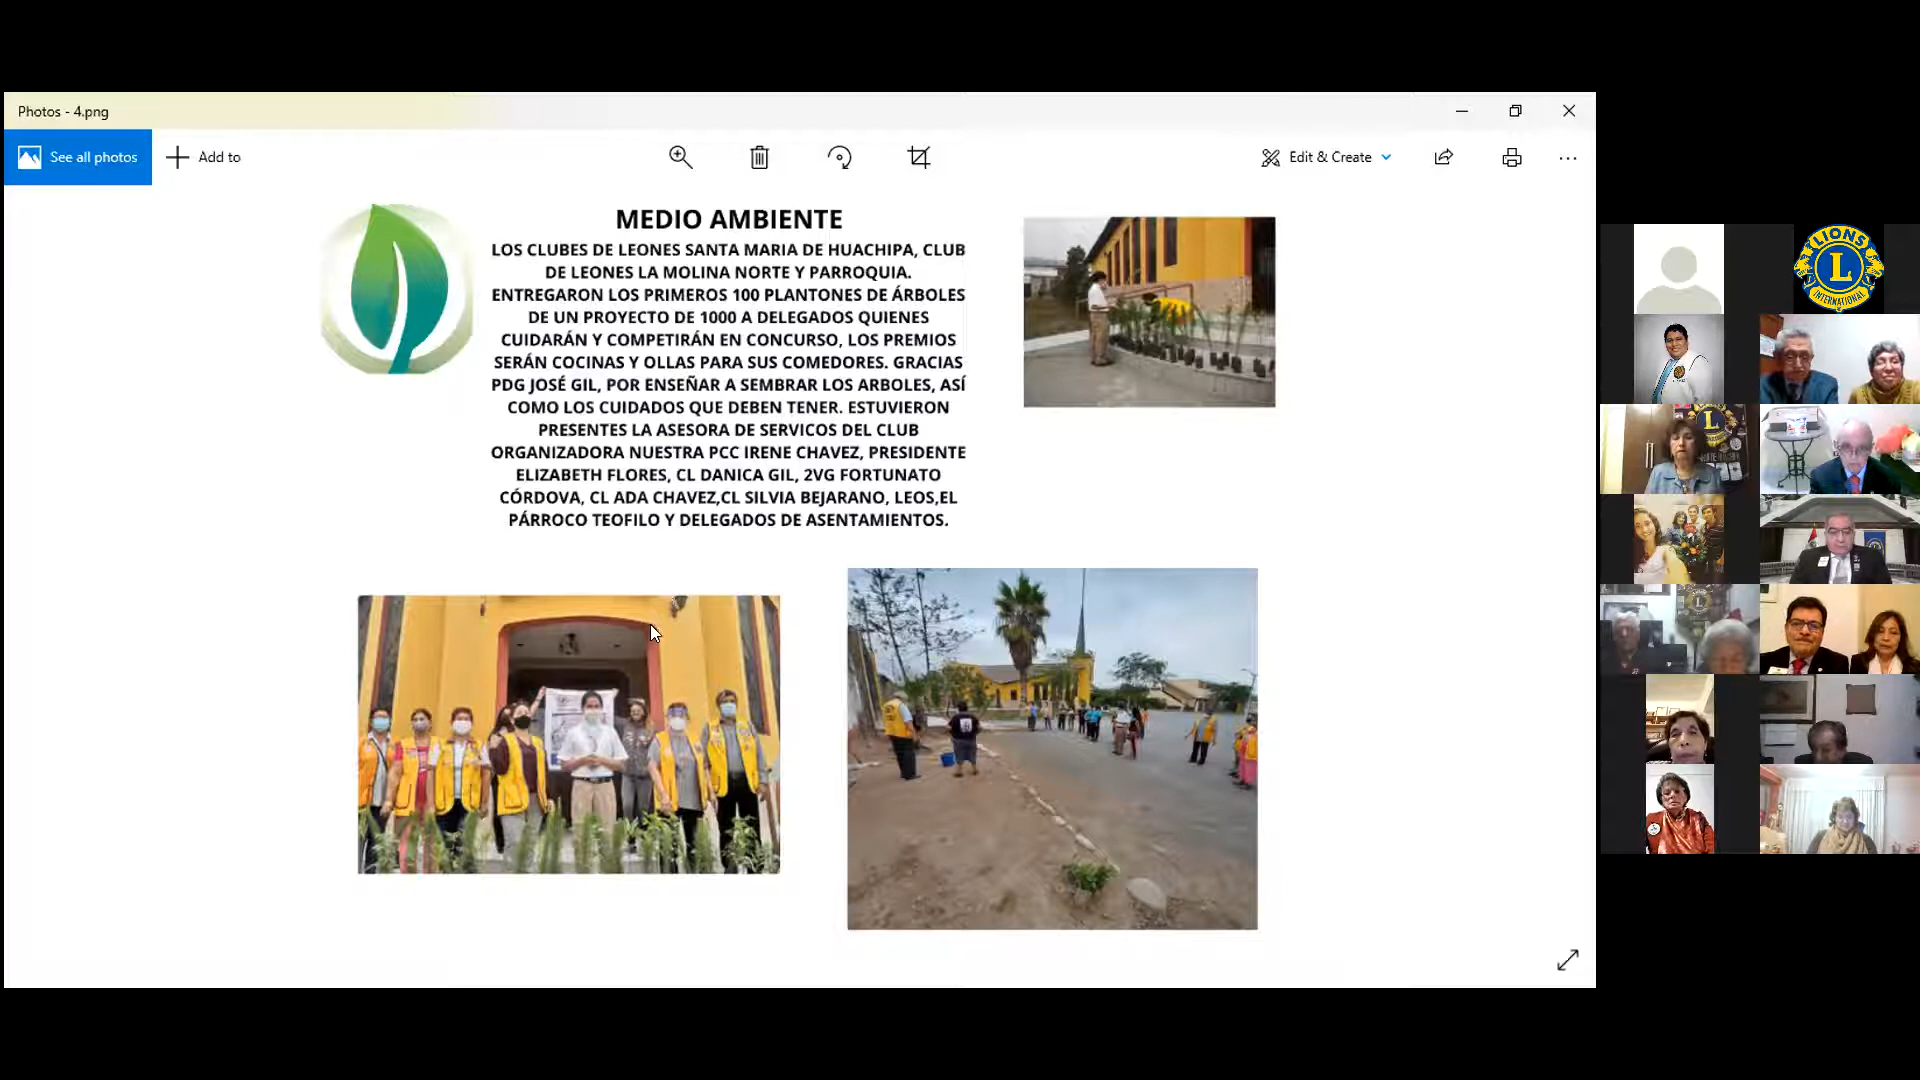 Photos - 4.png
See all photos
Add to
Edit & Create
MEDIO AMBIENTE
LOS CLUBES DE LEONES SANTA MARIA DE HUACHIPA, CLUB
DE LEONES LA MOLINA NORTE Y PARROQUIA.
ENTREGARON LOS PRIMEROS 100 PLANTONES DE ÁRBOLES
DE UN PROYECTO DE 1000 A DELEGADOS QUIENES
CUIDARÁN Y COMPETIRÁN EN CONCURSO, LOS PREMIOS
SERÁN COCINAS Y OLLAS PARA SUS COMEDORES. GRACIAS
PDG JOSÉ GIL, POR ENSEÑAR A SEMBRAR LOS ARBOLES, ASÍ
COMO LOS CUIDADOS QUE DEBEN TENER. ESTUVIERON
PRESENTES LA ASESORA DE SERVICOS DEL CLUB
ORGANIZADORA NUESTRA PCC IRENE CHAVEZ, PRESIDENTE
ELIZABETH FLORES, CL DANICA GIL, 2VG FORTUNATO
CÓRDOVA, CL ADA CHAVEZ,CL SILVIA BEJARANO, LEOS,EL
PÁRROCO TEOFILO Y DELEGADOS DE ASENTAMIENTOS.
LIONS
L
INTERNATIONAL
L